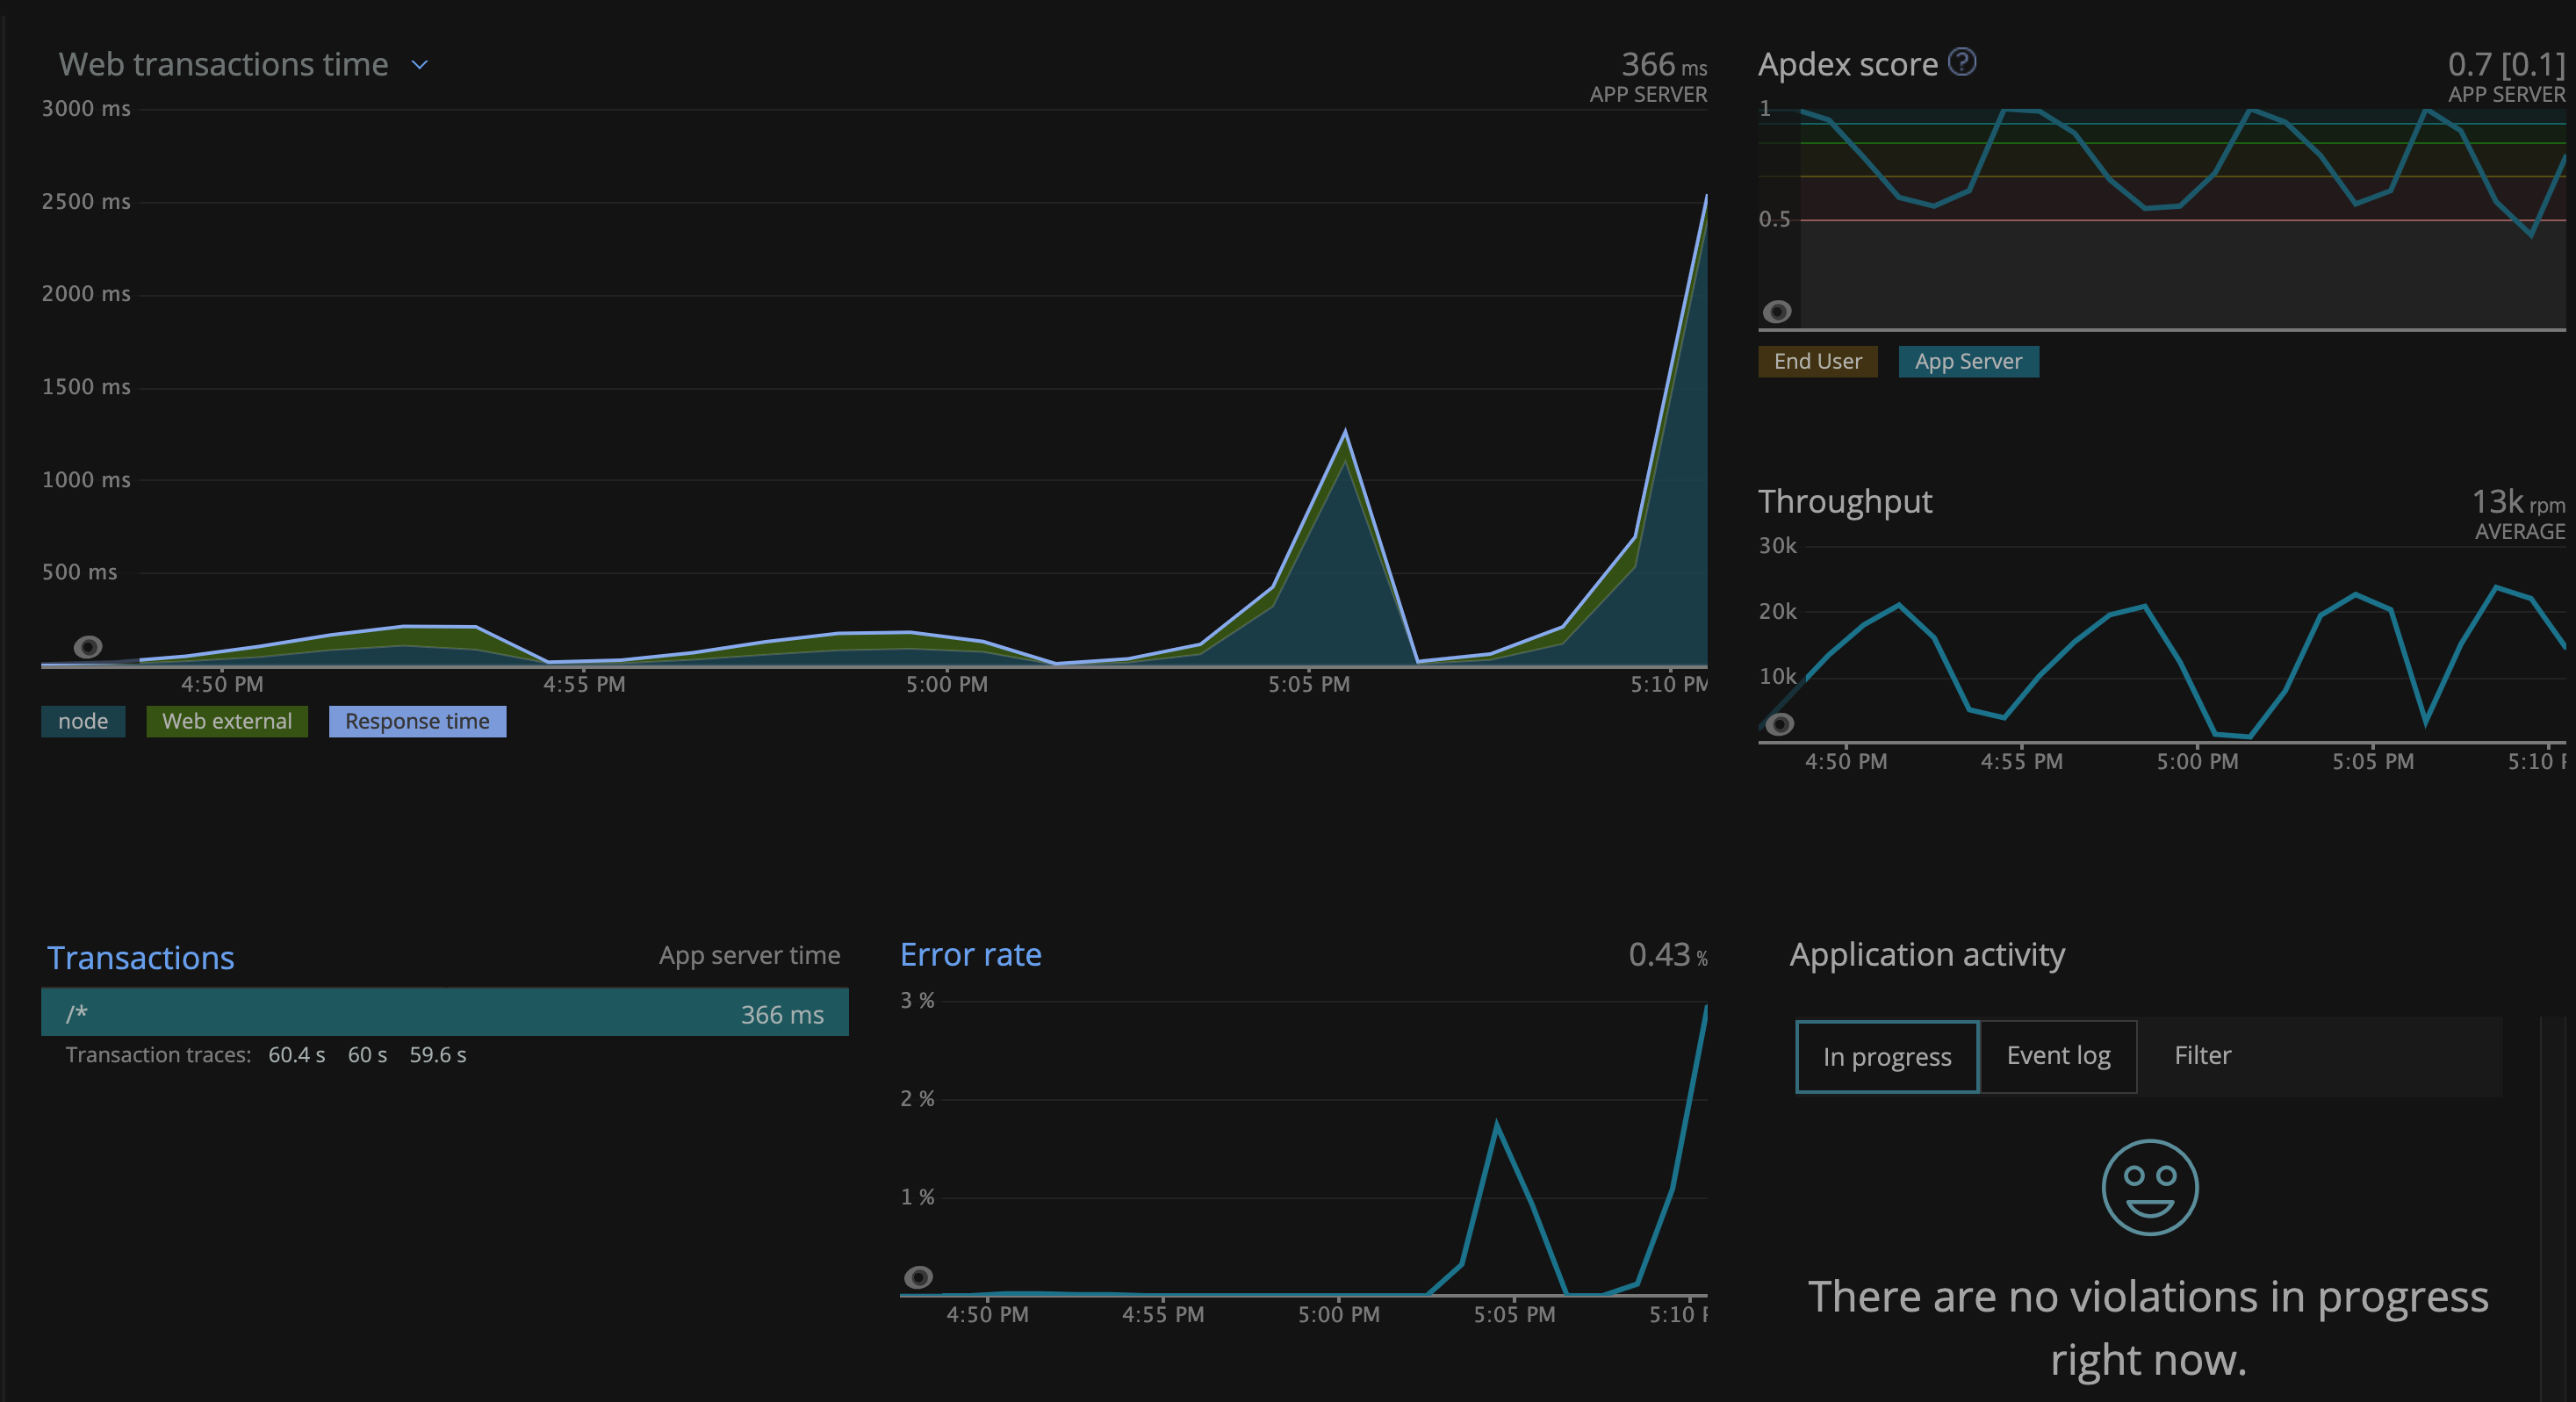 Web transactions time
366 ms
APP SERVER
3000 ms
2500 ms
2000 ms
1500 ms
1000 ms
500 ms
4:50 PM 4:55 PM 5:00 PM 5:05 PM 5:10 PM
node Web external Response time
Apdex score ?
0.7 [0.1]
APP SERVER
1
0.5
End User App Server
Throughput
13k rpm
AVERAGE
30k
20k
10k
4:50 PM 4:55 PM 5:00 PM 5:05 PM 5:10 P
Transactions App server time
/* 366 ms
Transaction traces: 60.4 s 60 s 59.6 s
Error rate 0.43 %
3 %
2 %
1 %
4:50 PM 4:55 PM 5:00 PM 5:05 PM 5:10 P
Application activity
In progress Event log Filter
There are no violations in progress
right now.